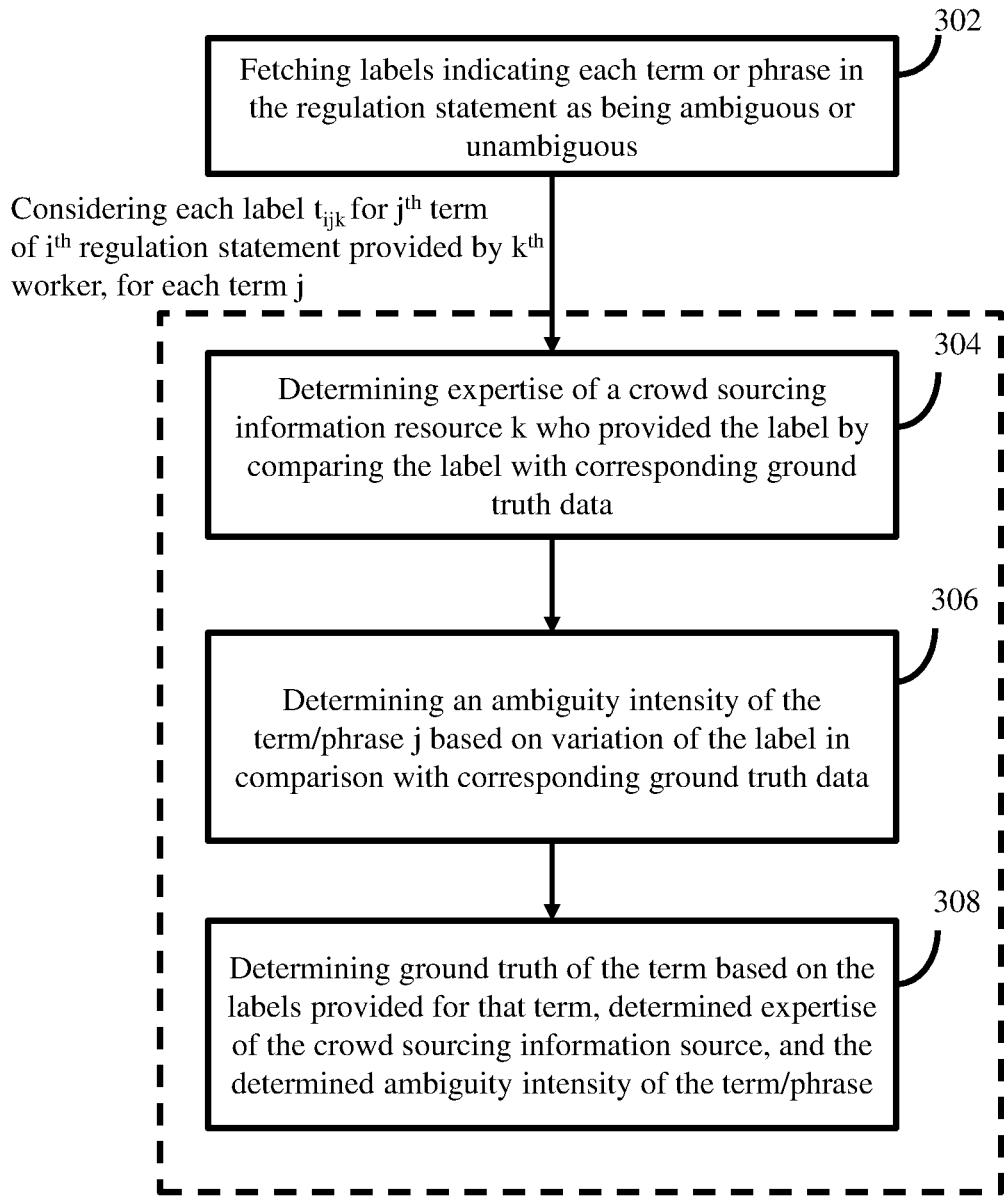 302
Fetching labels indicating each term or phrase in
the regulation statement as being ambiguous or
unambiguous
Considering each label tijk for jth term
of ith regulation statement provided by kth
worker, for each term j
304
Determining expertise of a crowd sourcing
information resource k who provided the label by
comparing the label with corresponding ground
truth data
306
Determining an ambiguity intensity of the
term/phrase j based on variation of the label in
comparison with corresponding ground truth data
308
Determining ground truth of the term based on the
labels provided for that term, determined expertise
of the crowd sourcing information source, and the
determined ambiguity intensity of the term/phrase